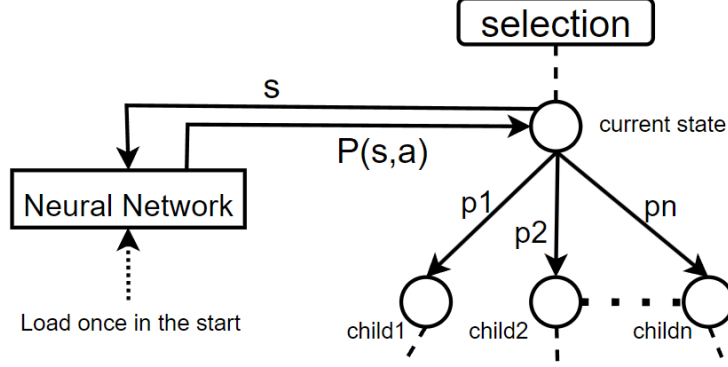 selection
s
current state
P(s,a)
Neural Network
p1
p2
pn
Load once in the start
child1
child2
childn